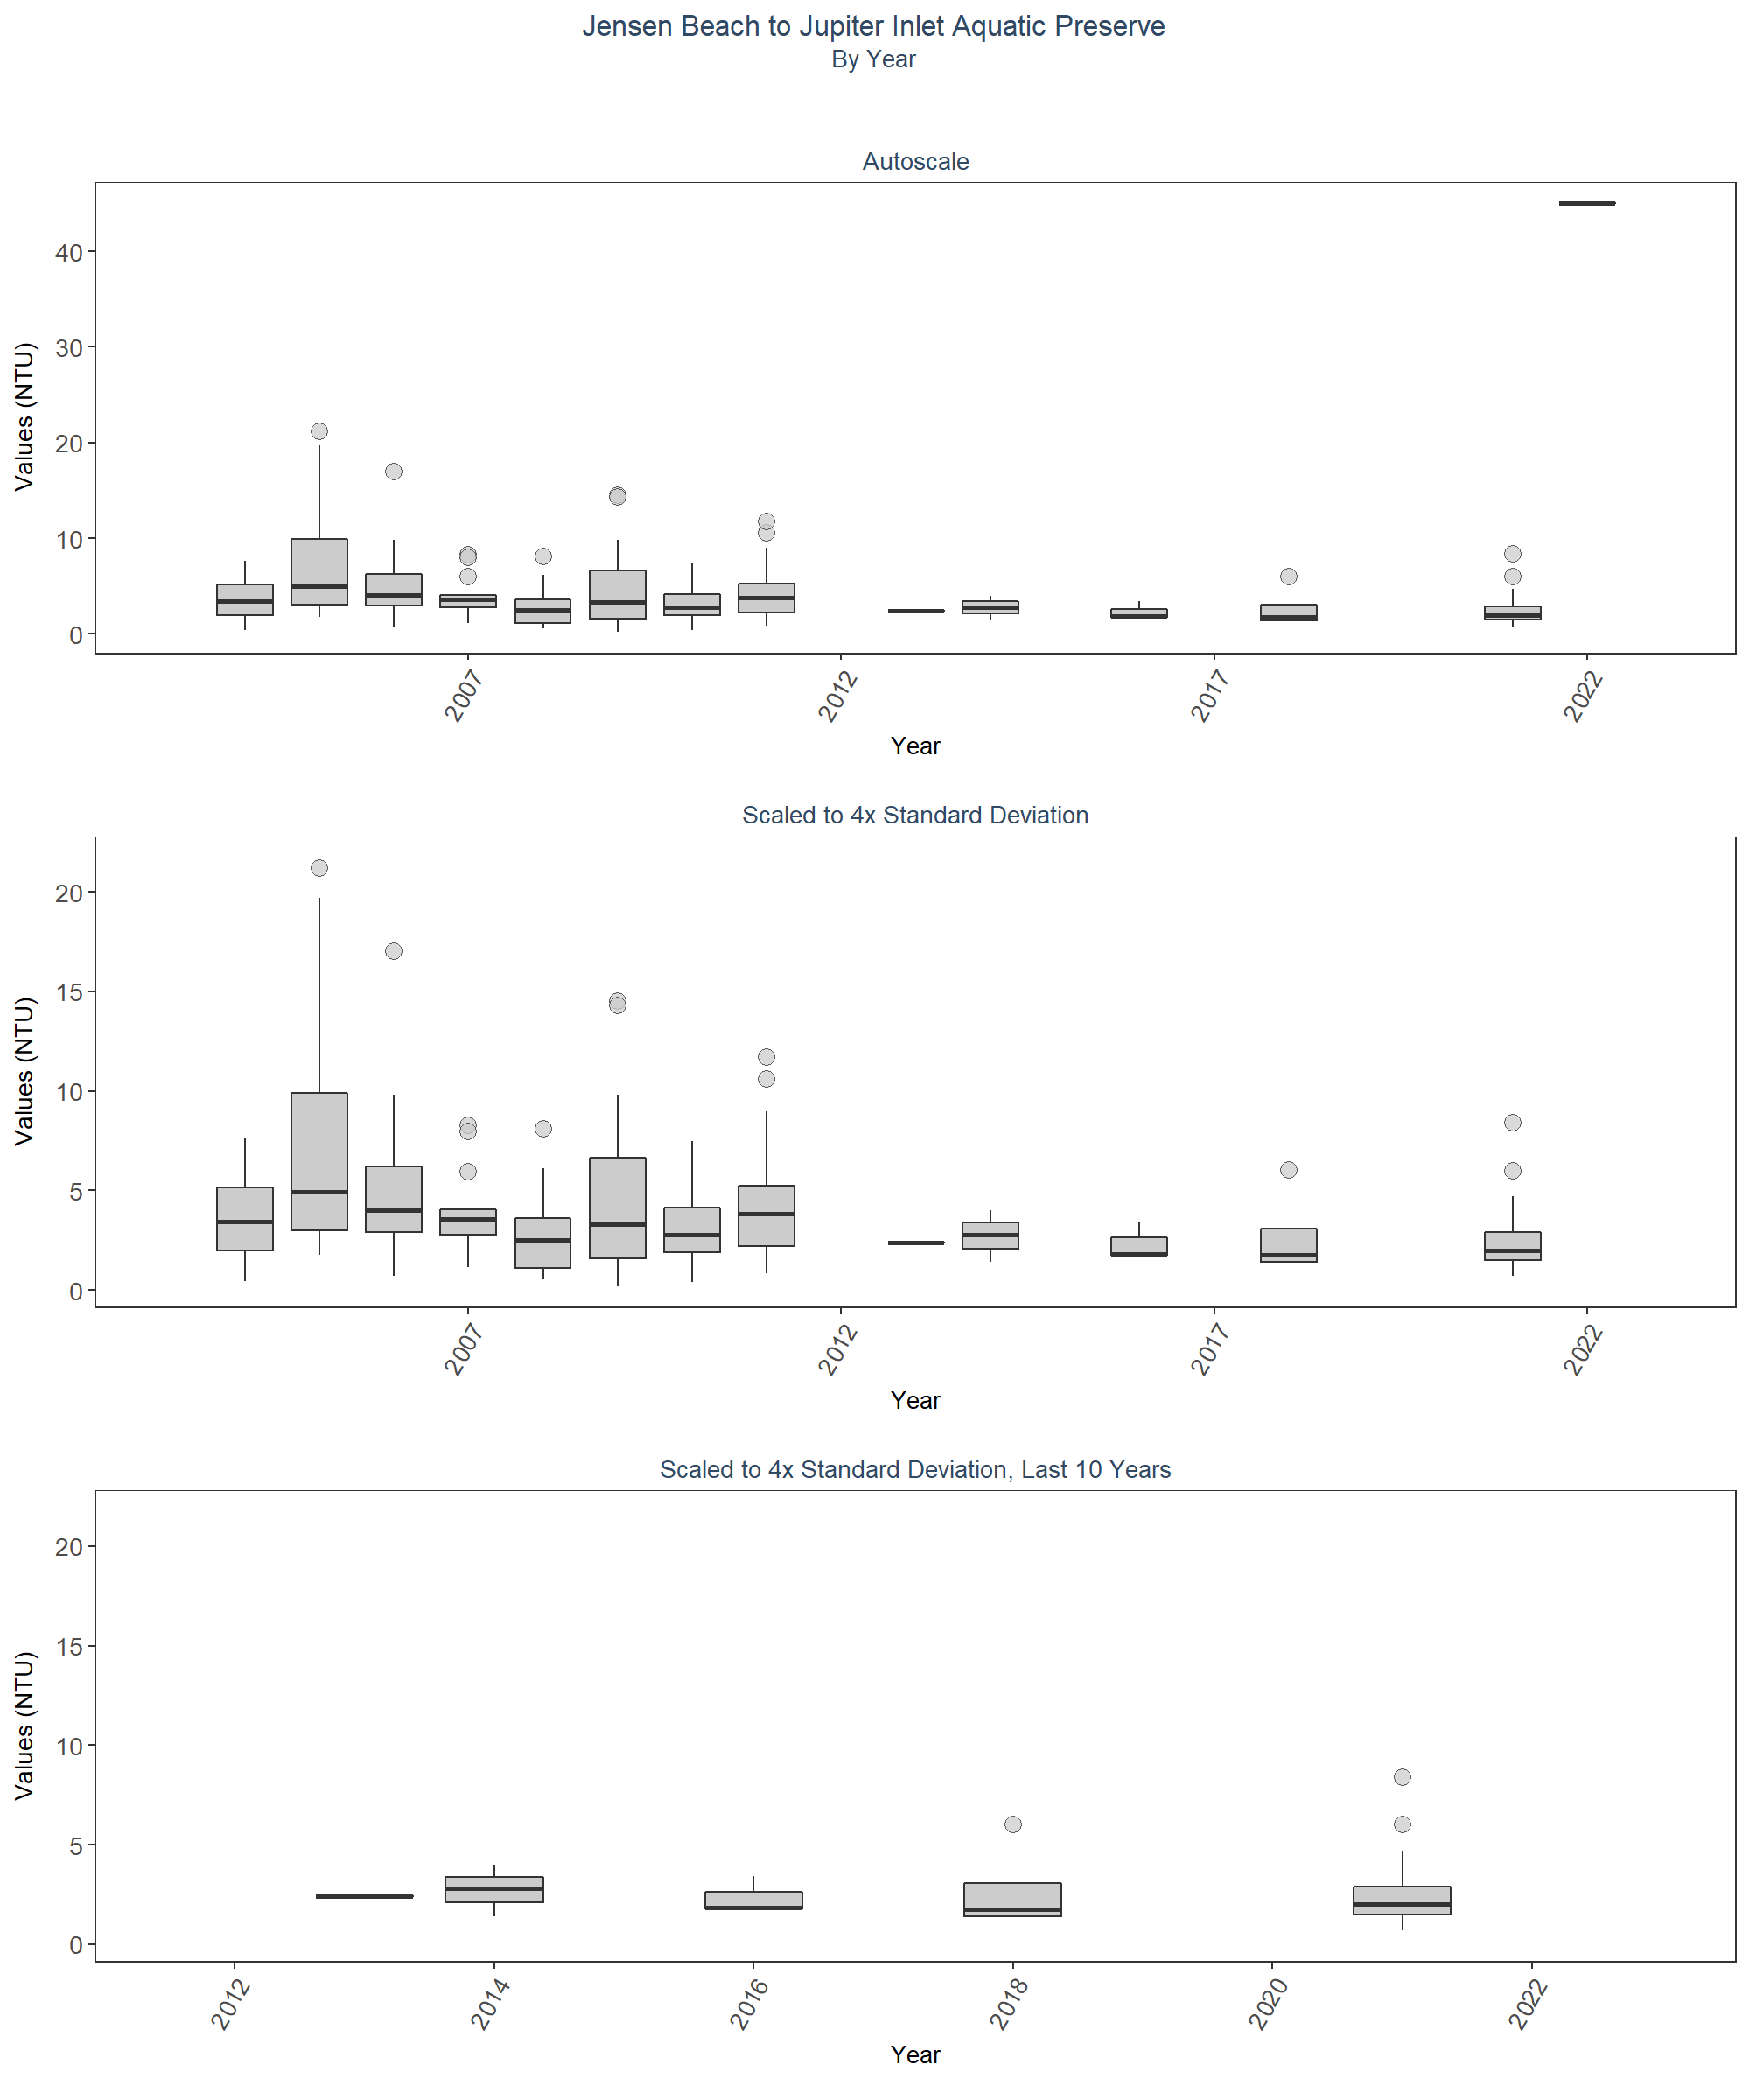 Jensen Beach to Jupiter Inlet Aquatic Preserve
By Year
Autoscale
Values (NTU)
40
30
20
10
0
2007
2012
2017
2022
Year
Scaled to 4x Standard Deviation
Values (NTU)
20
15
10
5
0
2007
2012
2017
2022
Year
Scaled to 4x Standard Deviation, Last 10 Years
Values (NTU)
20
15
10
5
0
2012
2014
2016
2018
2020
2022
Year